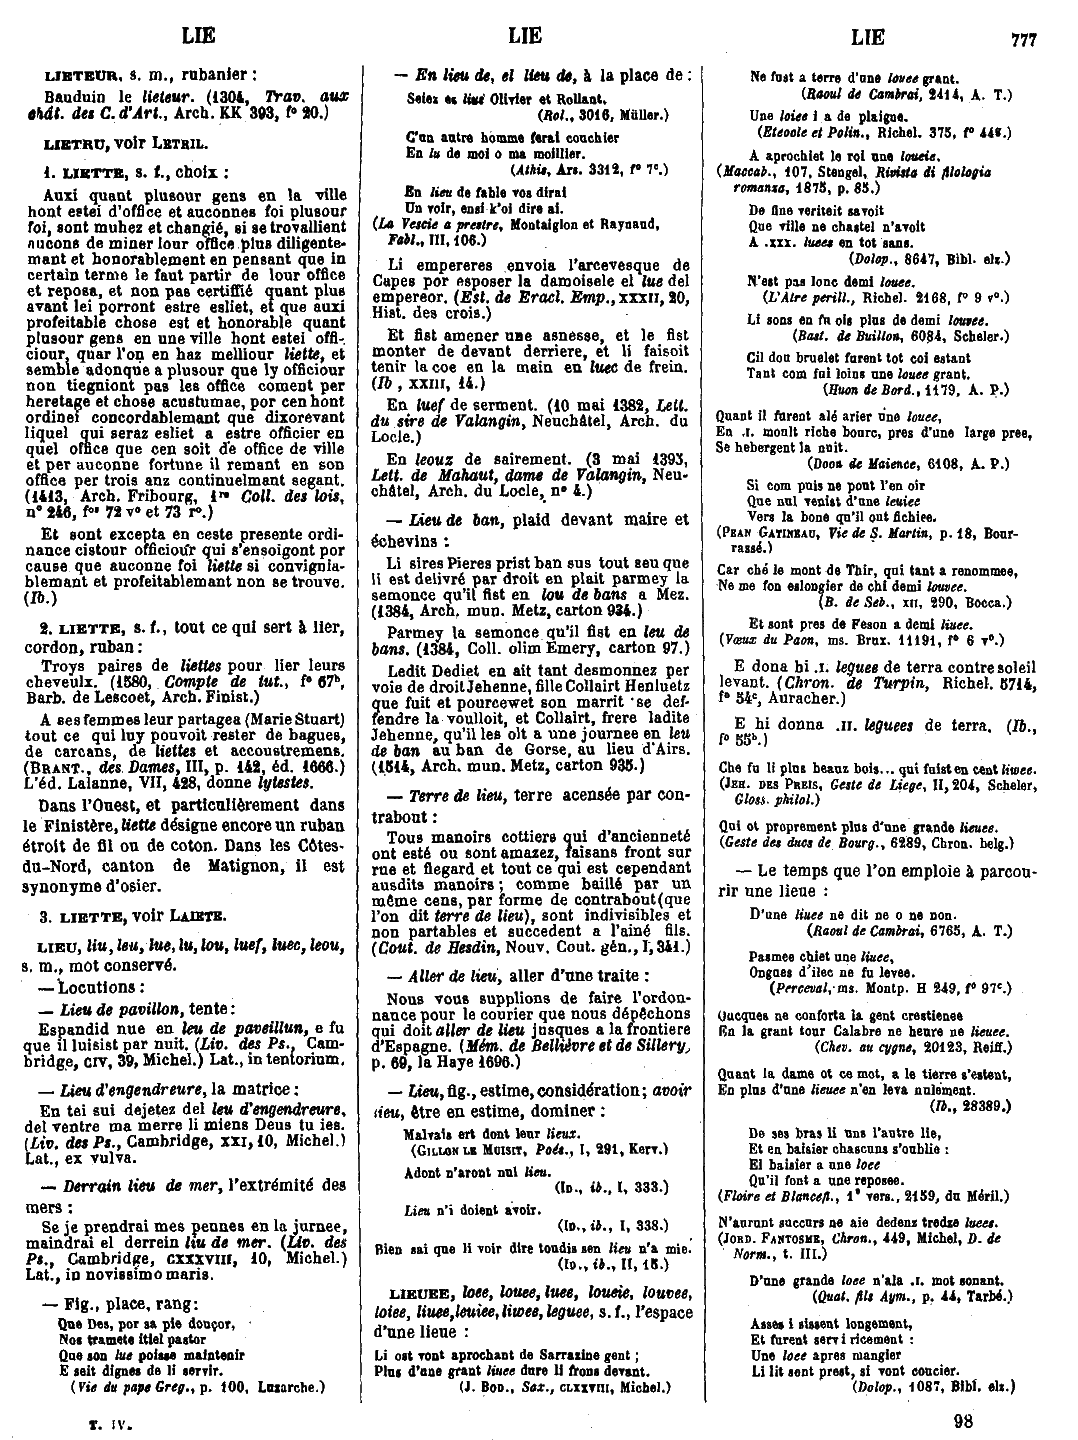 LIE
LIE
LIE
777
LIETEUR, s. m., rubanier :
Bauduin le lieteur. (1304, Trav. aux
chât. des C. d'Art., Arch. KK 393, f° 20.)
LIETRU, voir LETRIL.
1. LIETTE, s. f., choix :
Auxi quant plusour gens en la ville
hont estei d'office et auconnes foi plusour
foi, sont muhez et changié, si se trovallient
aucons de miner lour office plus diligente-
mant et honorablement en pensant que in
certain terme le faut partir de lour office
et reposa, et non pas certiffié quant plus
avant lei porront estre esliet, et que auxi
profeitable chose est et honorable quant
plusour gens en une ville hont estei offi-
ciour, quar l'on en haz melliour liette, et
semble adonque a plusour que ly officiour
non tiegniont pas les office coment per
heretage et chose acustumae, por cen hont
ordinei concordablemant que dixorevant
liquel qui seraz esliet a estre officier en
quel office que cen soit de office de ville
et per auconne fortune il remant en son
office per trois anz continuelmant segant.
(1413, Arch. Fribourg, 1re Coll. des lois,
n° 246, fos 72 v° et 73 r°.)
Et sont excepta en ceste presente ordi-
nance cistour officiour qui s'ensoigont por
cause que auconne foi liette si convignia-
blemant et profeitablemant non se trouve.
(Ib.)
2. LIETTE, s. f., tout ce qui sert à lier,
cordon, ruban :
Troys paires de liettes pour lier leurs
cheveulx. (1580, Compte de tut., f° 67b,
Barb. de Lescoet, Arch. Finist.)
A ses femmes leur partagea (Marie Stuart)
tout ce qui luy pouvoit rester de bagues,
de carcans, de liettes et accoustremens.
(BRANT., des Dames, III, p. 142, éd. 1666.)
L'éd. Lalanne, VII, 428, donne lytestes.
Dans l'Ouest, et particulièrement dans
le Finistère, liette désigne encore un ruban
étroit de fil ou de coton. Dans les Côtes-
du-Nord, canton de Matignon, il est
synonyme d'osier.
3. LIETTE, voir LAIETE.
LIEU, liu, leu, lue, lu, lou, luef, luec, leou,
s. m., mot conservé.
— Locutions :
— Lieu de pavillon, tente :
Espandid nue en leu de paveillun, e fu
que il luisist par nuit. (Liv. des Ps., Cam-
bridge, CIV, 39, Michel.) Lat., in tentorium.
— Lieu d'engendreure, la matrice :
En tei sui dejetez del leu d'engendreure,
del ventre ma merre li miens Deus tu ies.
(Liv. des Ps., Cambridge, XXI, 10, Michel.)
Lat., ex vulva.
— Derrain lieu de mer, l'extrémité des
mers :
Se je prendrai mes pennes en la jurnee,
maindrai el derrein liu de mer. (Liv. des
Ps., Cambridge, CXXXVIII, 10, Michel.)
Lat., in novissimo maris.
— Fig., place, rang :
Que Des, por sa pie douçor,
Nos tramete itiel pastor
Que son lue poisse maintenir
E seit dignes de li servir.
(Vie du pape Greg., p. 100, Luzarche.)
T. IV.
— En lieu de, el lieu de, à la place de :
Seiez es lius Olivier et Rollant.
(Rol., 3016, Müller.)
C'un autre homme ferai couchier
En lu de moi o ma moillier.
(Athis, Ars. 3312, f° 7c.)
En lieu de fable vos dirai
Un voir, ensi k'oi dire ai.
(La Vescie a prestre, Montaiglon et Raynaud,
Fabl., III, 106.)
Li empereres envoia l'arcevesque de
Capes por esposer la damoisele el lue del
empereor. (Est. de Eracl. Emp., XXXII, 20,
Hist. des crois.)
Et fist amener une asnesse, et le fist
monter de devant derriere, et li faisoit
tenir la coe en la main en luec de frein.
(Ib , XXIII, 14.)
En luef de serment. (10 mai 1382, Lett.
du sire de Valangin, Neuchâtel, Arch. du
Locle.)
En leouz de sairement. (3 mai 1393,
Lett. de Mahaut, dame de Valangin, Neu-
châtel, Arch. du Locle, n° 4.)
— Lieu de ban, plaid devant maire et
échevins :
Li sires Pieres prist ban sus tout seu que
li est delivré par droit en plait parmey la
semonce qu'il fist en lou de bans a Mez.
(1384, Arch. mun. Metz, carton 934.)
Parmey la semonce qu'il fist en leu de
bans. (1384, Coll. olim Emery, carton 97.)
Ledit Dediet en ait tant desmonnez per
voie de droit Jehenne, fille Collairt Henluetz
que fuit et pourcewet son marrit se def-
fendre la voulloit, et Collairt, frere ladite
Jehenne, qu'il les olt a une journee en leu
de ban au ban de Gorse, au lieu d'Airs.
(1514, Arch. mun. Metz, carton 935.)
— Terre de lieu, terre acensée par con-
trabout :
Tous manoirs cottiers qui d'ancienneté
ont esté ou sont amazez, faisans front sur
rue et flegard et tout ce qui est cependant
ausdits manoirs ; comme baillé par un
même cens, par forme de contrabout (que
l'on dit terre de lieu), sont indivisibles et
non partables et succedent a l'ainé fils.
(Cout. de Hesdin, Nouv. Cout. gén., I, 341.)
— Aller de lieu, aller d'une traite :
Nous vous supplions de faire l'ordon-
nance pour le courier que nous dépêchons
qui doit aller de lieu jusques a la frontiere
d'Espagne. (Mém. de Bellièvre et de Sillery,
p. 69, la Haye 1696.)
— Lieu, fig., estime, considération ; avoir
lieu, être en estime, dominer :
Malvais ert dont leur lieux.
(GILLON LE MUISIT, Poés., I, 291, Kerv.)
Adont n'aront nul lieu.
(ID., ib., I, 333.)
Lieu n'i doient avoir.
(ID., ib., I, 338.)
Bien sai que li voir dire toudis sen lieu n'a mie.
(ID., ib., II, 15.)
LIEUEE, loee, louee, luee, loueie, louvee,
loiee, liuee, leuiee, liwee, leguee, s. f., l'espace
d'une lieue :
Li ost vont aprochant de Sarrazine gent ;
Plus d'une grant liuee dure li frons devant.
(J. BOD., Sax., CLXXVIII, Michel.)
Ne fust a terre d'une louee grant.
(Raoul de Cambrai, 2414, A. T.)
Une loiee i a de plaigne.
(Eteocle et Polin., Richel. 375, f° 44c.)
A aprochiet le roi une loueie.
(Maccab., 107, Stengel, Rivista di filologia
romanza, 1875, p. 85.)
De fine veriteit savoit
Que ville ne chastel n'avoit
A .XXX. luees en tot sans.
(Dolop., 8647, Bibl. elz.)
N'est pas lonc demi louee.
(L'Atre perill., Richel. 2168, f° 9 v°.)
Li sons en fu ois plus de demi louvee.
(Bast. de Buillon, 6084, Scheler.)
Cil dou bruelet furent tot çoi estant
Tant com fui loins une louee grant.
(Huon de Bord., 1179, A. P.)
Quant il furent alé arier une louee,
En .I. moult riche bourc, pres d'une large pree,
Se hebergent la nuit.
(Doon de Maience, 6108, A. P.)
Si com puis ne pout l'en oir
Que nul venist d'une leuiee
Vers la bone qu'il out fichiee.
(PEAN GATINEAU, Vie de S. Martin, p. 18, Bour-
rassé.)
Car ché le mont de Thir, qui tant a renommee,
Ne me fon eslongier de chi demi louvee.
(B. de Seb., XII, 290, Bocca.)
Et sont pres de Feson a demi liuee.
(Vœux du Paon, ms. Brux. 11191, f° 6 v°.)
E dona hi .I. leguee de terra contre soleil
levant. (Chron. de Turpin, Richel. 5714,
f° 54c, Auracher.)
E hi donna .II. leguees de terra. (Ib.,
f° 55b.)
Che fu li plus beauz bois... qui fuist en cent liwee.
(JEH. DES PREIS, Geste de Liege, II, 204, Scheler,
Gloss. philol.)
Qui ot proprement plus d'une grande lieuee.
(Geste des ducs de Bourg., 6289, Chron. belg.)
— Le temps que l'on emploie à parcou-
rir une lieue :
D'une liuee ne dit ne o ne non.
(Raoul de Cambrai, 6765, A. T.)
Pasmee chiet une liuee,
Onques d'ilec ne fu levee.
(Perceval, ms. Montp. H 249, f° 97c.)
Oucques ne conforta la gent crestienee
En la grant tour Calabre ne heure ne lieuee.
(Chev. au cygne, 20123, Reiff.)
Quant la dame ot ce mot, a le tierre s'estent,
En plus d'une lieuee n'en leva nulement.
(Ib., 28389.)
De ses bras li uns l'autre lie,
Et en baisier chascuns s'oublie :
El baisier a une loee
Qu'il font a une reposee.
(Floire et Blancefl., 1e vers., 2159, du Méril.)
N'aurunt succurs ne aie dedenz tredze luees.
(JORD. FANTOSME, Chron., 449, Michel, D. de
Norm., t. III.)
D'une grande loee n'ala .I. mot sonant.
(Quat. fils Aym., p. 44, Tarbé.)
Asses i sissent longement,
Et furent servi ricement :
Une loee apres mangier
Li lit sent prest, si vont concier.
(Dolop., 1087, Bibl. elz.)
98